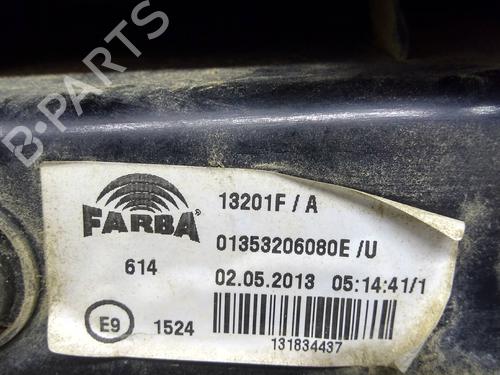 B-PARTS
FARBA®
13201F / A
01353206080E /U
614
02.05.2013 05:14:41/1
E9 1524
131834437